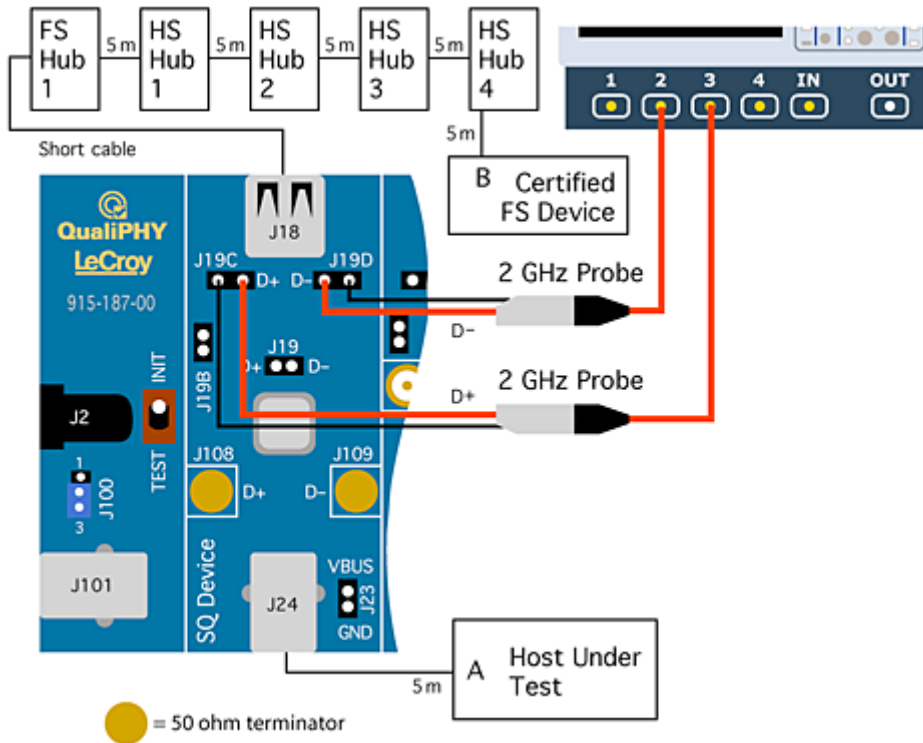 FS Hub 1
5 m
HS Hub 1
5 m
HS Hub 2
5 m
HS Hub 3
5 m
HS Hub 4
1 2 3 4 IN OUT
5 m
Short cable
B Certified FS Device
QualiPHY
LeCroy
915-187-00
J18
J19C D+ D- J19D
2 GHz Probe
D-
J19
D+ D-
J19B
2 GHz Probe
D+
J2
INIT
TEST
J108 D+
D- J109
1
J100
3
J101
SQ Device
J24
VBUS
J23
GND
5 m
A Host Under Test
= 50 ohm terminator